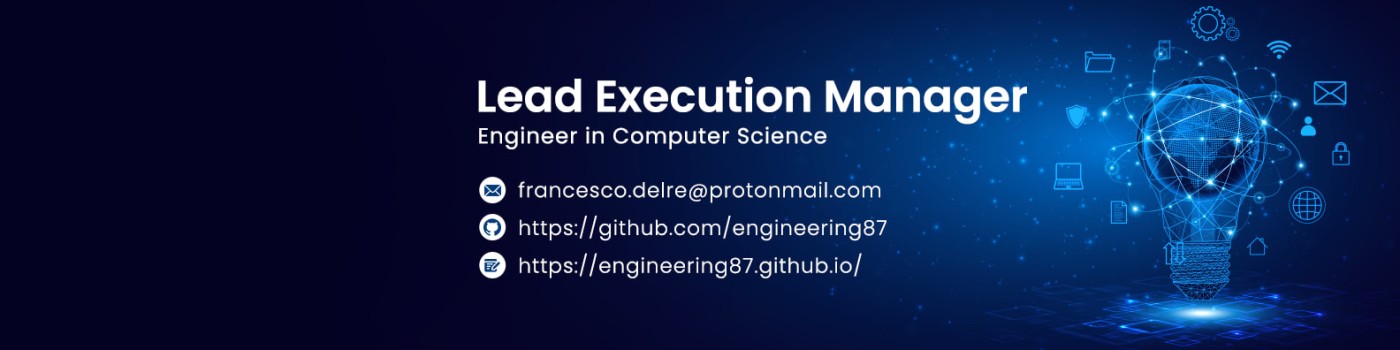 Lead Execution Manager
Engineer in Computer Science
francesco.delre@protonmail.com
https://github.com/engineering87
https://engineering87.github.io/